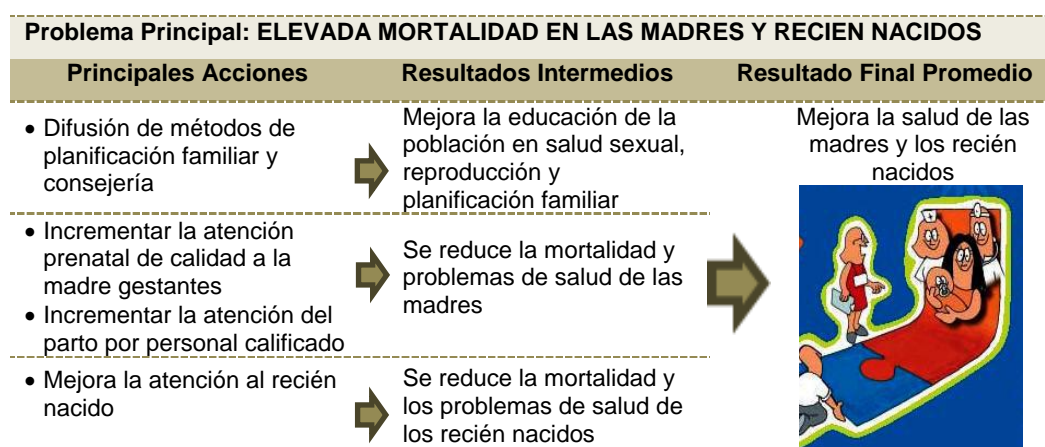 Problema Principal: ELEVADA MORTALIDAD EN LAS MADRES Y RECIEN NACIDOS
Principales Acciones
Resultados Intermedios
Resultado Final Promedio
• Difusión de métodos de
planificación familiar y
consejería
Mejora la educación de la
población en salud sexual,
reproducción y
planificación familiar
Mejora la salud de las
madres y los recién
nacidos
• Incrementar la atención
prenatal de calidad a la
madre gestantes
• Incrementar la atención del
parto por personal calificado
Se reduce la mortalidad y
problemas de salud de las
madres
• Mejora la atención al recién
nacido
Se reduce la mortalidad y
los problemas de salud de
los recién nacidos